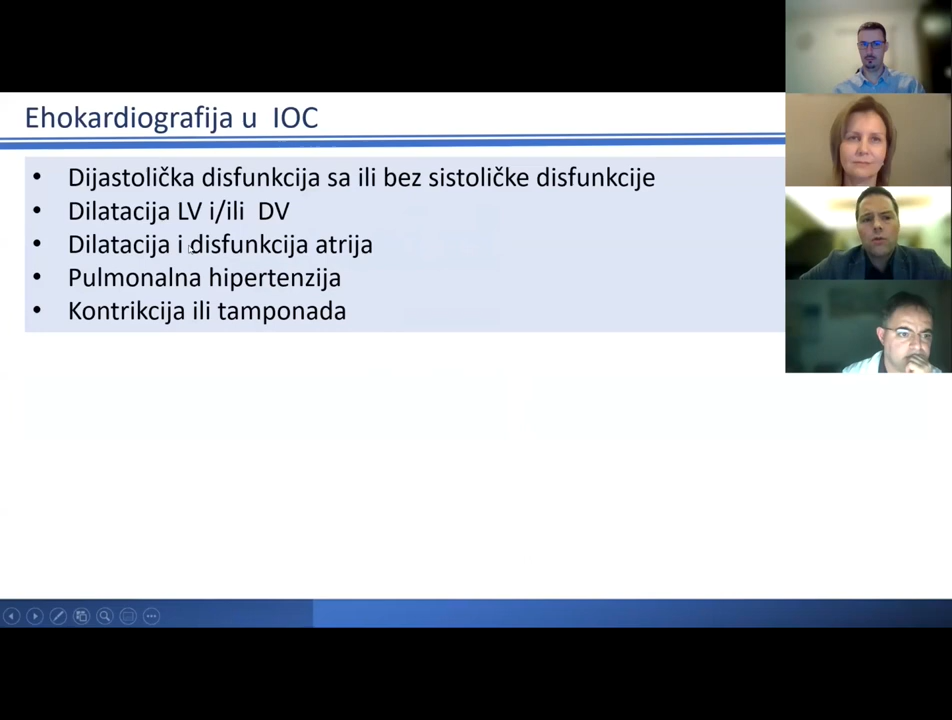 Ehokardiografija u IOC
• Dijastolička disfunkcija sa ili bez sistoličke disfunkcije
• Dilatacija LV i/ili DV
• Dilatacija i disfunkcija atrija
• Pulmonalna hipertenzija
• Kontrikcija ili tamponada